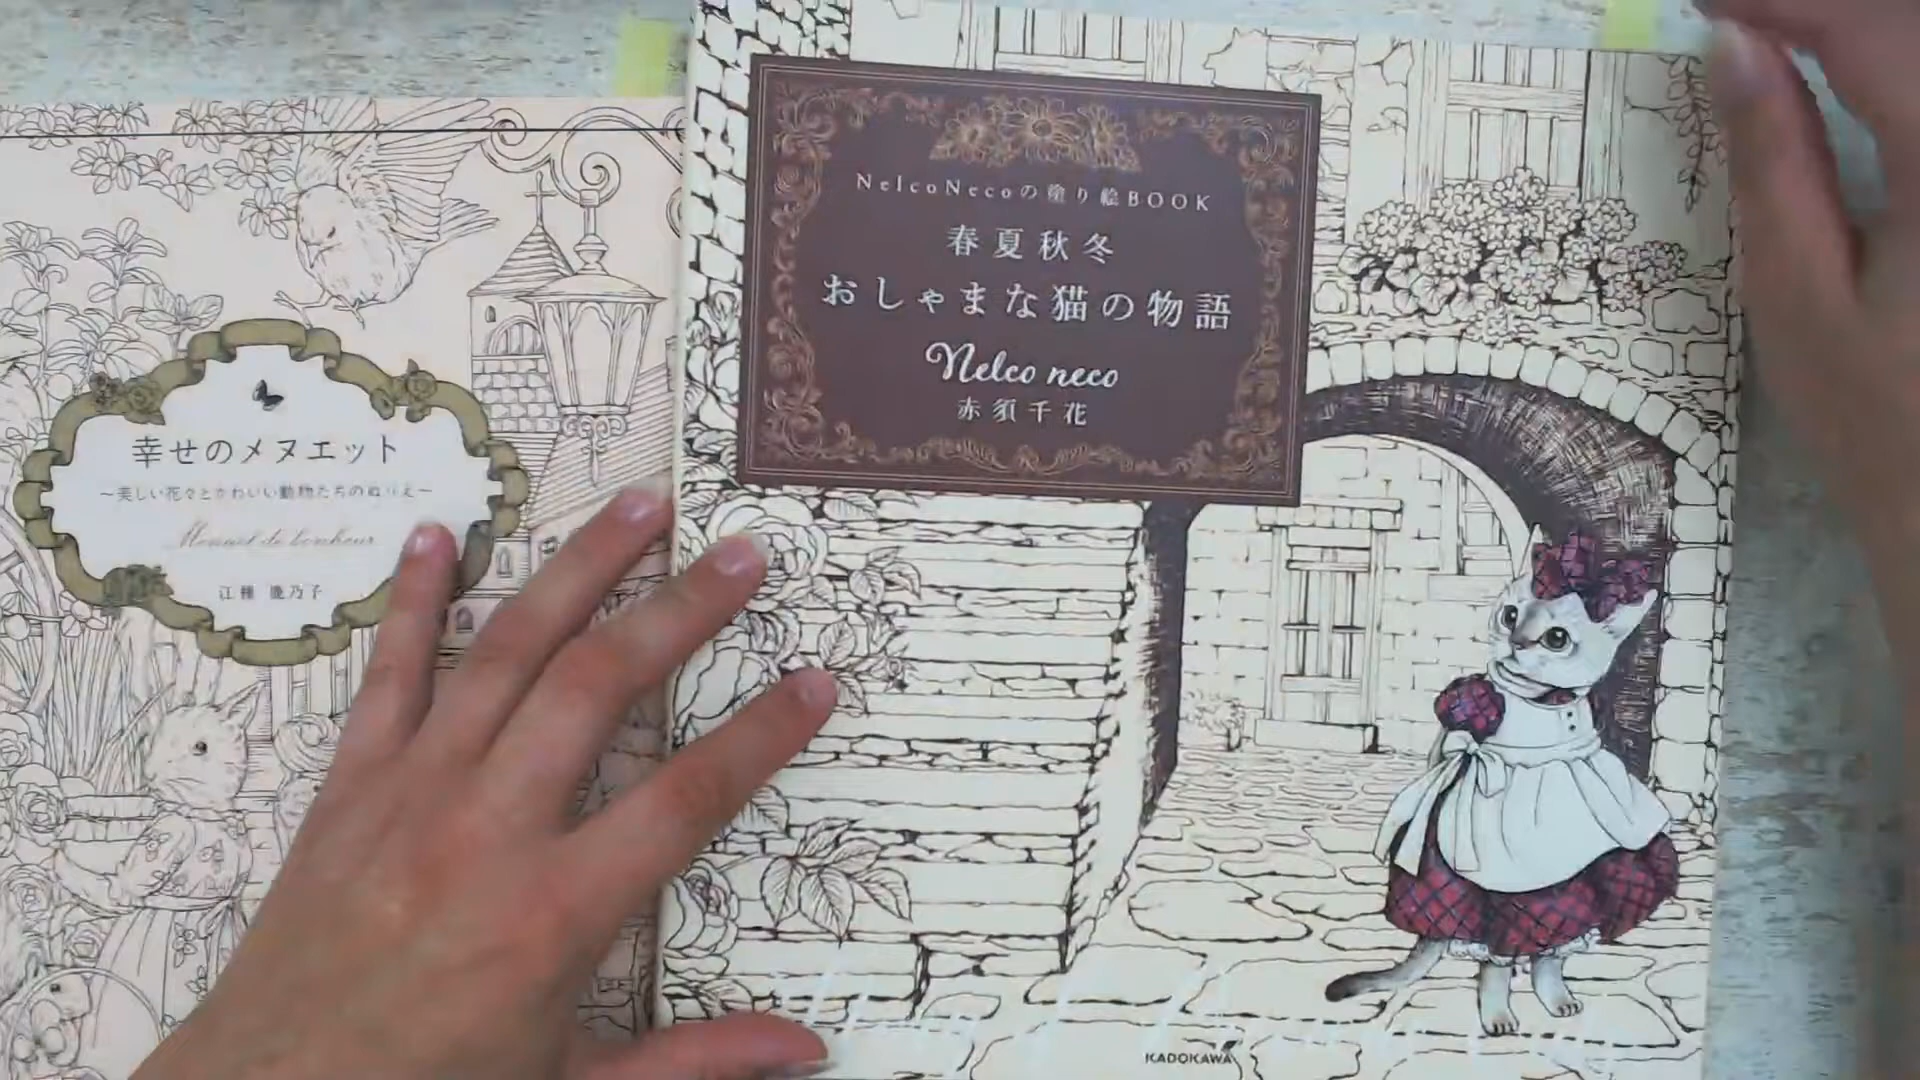 幸せのメヌエット
～美しい花々とかわいい動物たちのぬりえ～
Menuet de bonheur
江種 鹿乃子
NelcoNecoの塗り絵BOOK
春夏秋冬
おしゃまな猫の物語
Nelco neco
赤須千花
KADOKAWA